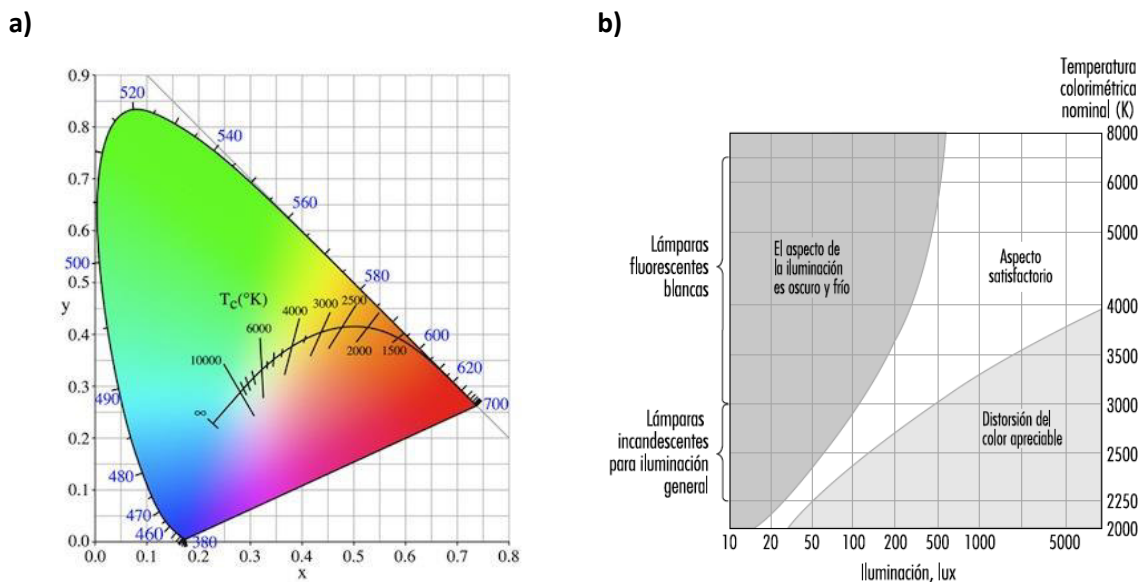 a)
0.9
0.8
0.7
0.6
0.5
y
0.4
0.3
0.2
0.1
0.0
0.0
0.1
0.2
0.3
0.4
0.5
0.6
0.7
0.8
x
520
540
560
580
600
620
700
500
490
480
470
460
380
T_C(°K)
∞
10000
6000
4000
3000
2500
2000
1500
b)
Temperatura
colorimétrica
nominal (K)
8000
6000
5000
4000
3500
3000
2500
2250
2000
Lámparas
fluorescentes
blancas
Lámparas
incandescentes
para iluminación
general
El aspecto de
la iluminación
es oscuro y frío
Aspecto
satisfactorio
Distorsión del
color apreciable
10
20
50
100
200
500
1000
5000
Iluminación, lux